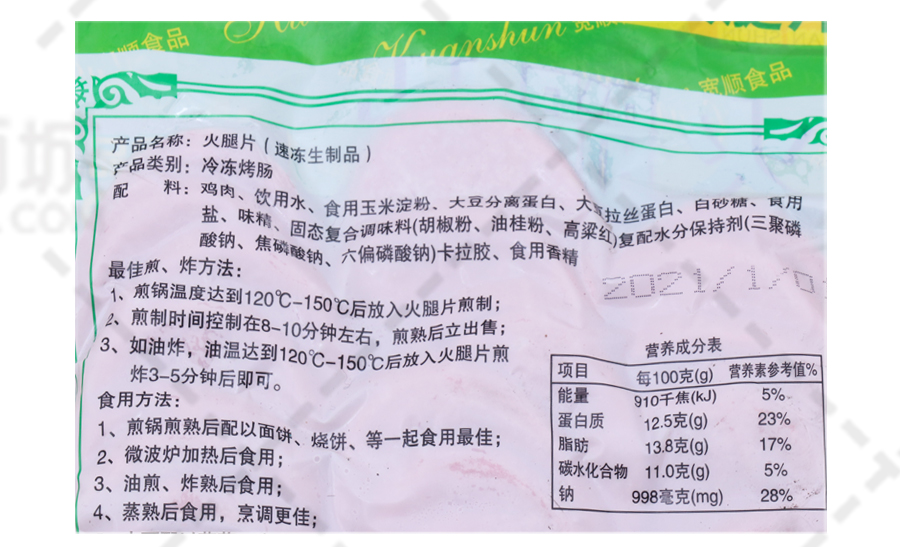 顺食品
Kuanshun
宽顺食品
产品名称：火腿片（速冻生制品）
产品类别：冷冻烤肠
配 料：鸡肉、饮用水、食用玉米淀粉、大豆分离蛋白、大豆拉丝蛋白、白砂糖、食用
盐、味精、固态复合调味料(胡椒粉、油桂粉、高粱红)复配水分保持剂(三聚磷
酸钠、焦磷酸钠、六偏磷酸钠)卡拉胶、食用香精
最佳煎、炸方法：
1、煎锅温度达到120℃-150℃后放入火腿片煎制；
2、煎制时间控制在8-10分钟左右，煎熟后立出售；
3、如油炸，油温达到120℃-150℃后放入火腿片煎
炸3-5分钟后即可。
2021/1/0
食用方法：
1、煎锅煎熟后配以面饼、烧饼、等一起食用最佳；
2、微波炉加热后食用；
3、油煎、炸熟后食用；
4、蒸熟后食用，烹调更佳；
营养成分表
项目 每100克(g) 营养素参考值%
能量 910千焦(kJ) 5%
蛋白质 12.5克(g) 23%
脂肪 13.8克(g) 17%
碳水化合物 11.0克(g) 5%
钠 998毫克(mg) 28%